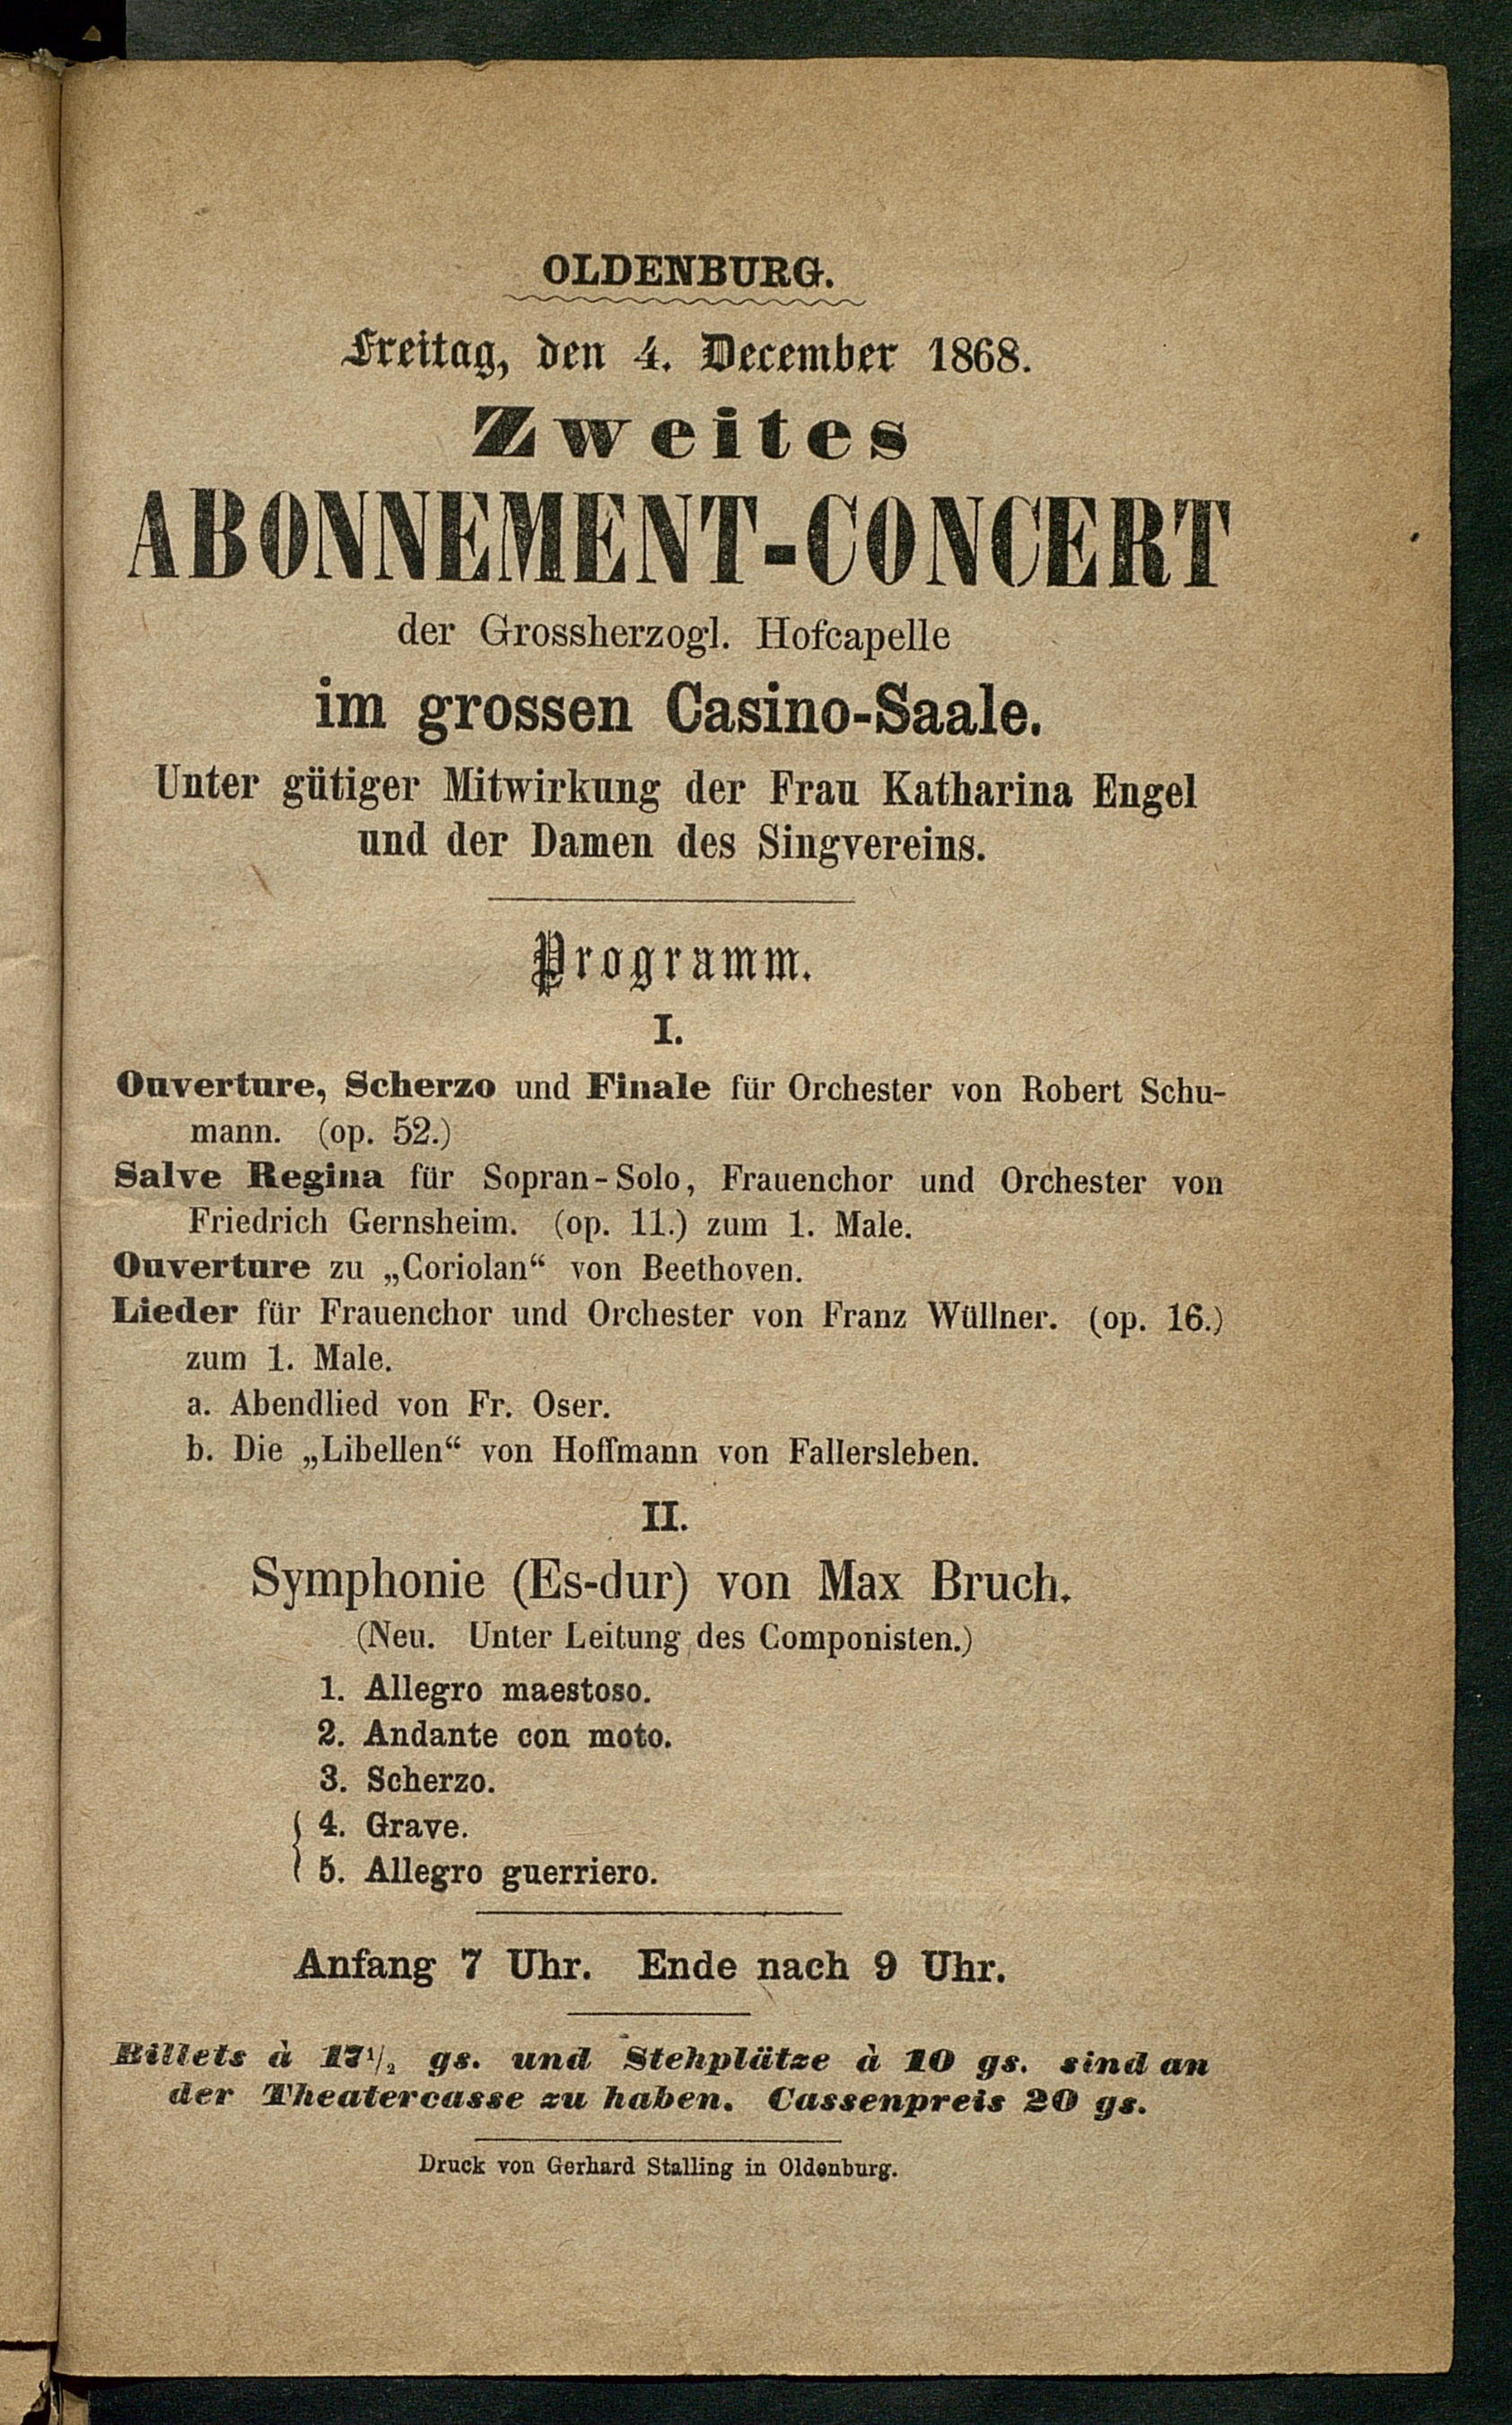 OLDENBURG.
Freitag, den 4. December 1868.
Zweites
ABONNEMENT-CONCERT
der Grossherzogl. Hofcapelle
im grossen Casino-Saale.
Unter gütiger Mitwirkung der Frau Katharina Engel
und der Damen des Singvereins.
Programm.
I.
Ouverture, Scherzo und Finale für Orchester von Robert Schu-
mann. (op. 52.)
Salve Regina für Sopran-Solo, Frauenchor und Orchester von
Friedrich Gernsheim. (op. 11.) zum 1. Male.
Ouverture zu „Coriolan“ von Beethoven.
Lieder für Frauenchor und Orchester von Franz Wüllner. (op. 16.)
zum 1. Male.
a. Abendlied von Fr. Oser.
b. Die „Libellen“ von Hoffmann von Fallersleben.
II.
Symphonie (Es-dur) von Max Bruch.
(Neu. Unter Leitung des Componisten.)
1. Allegro maestoso.
2. Andante con moto.
3. Scherzo.
4. Grave.
5. Allegro guerriero.
Anfang 7 Uhr. Ende nach 9 Uhr.
Billets à 17½ gs. und Stehplätze à 10 gs. sind an
der Theatercasse zu haben. Cassenpreis 20 gs.
Druck von Gerhard Stalling in Oldenburg.